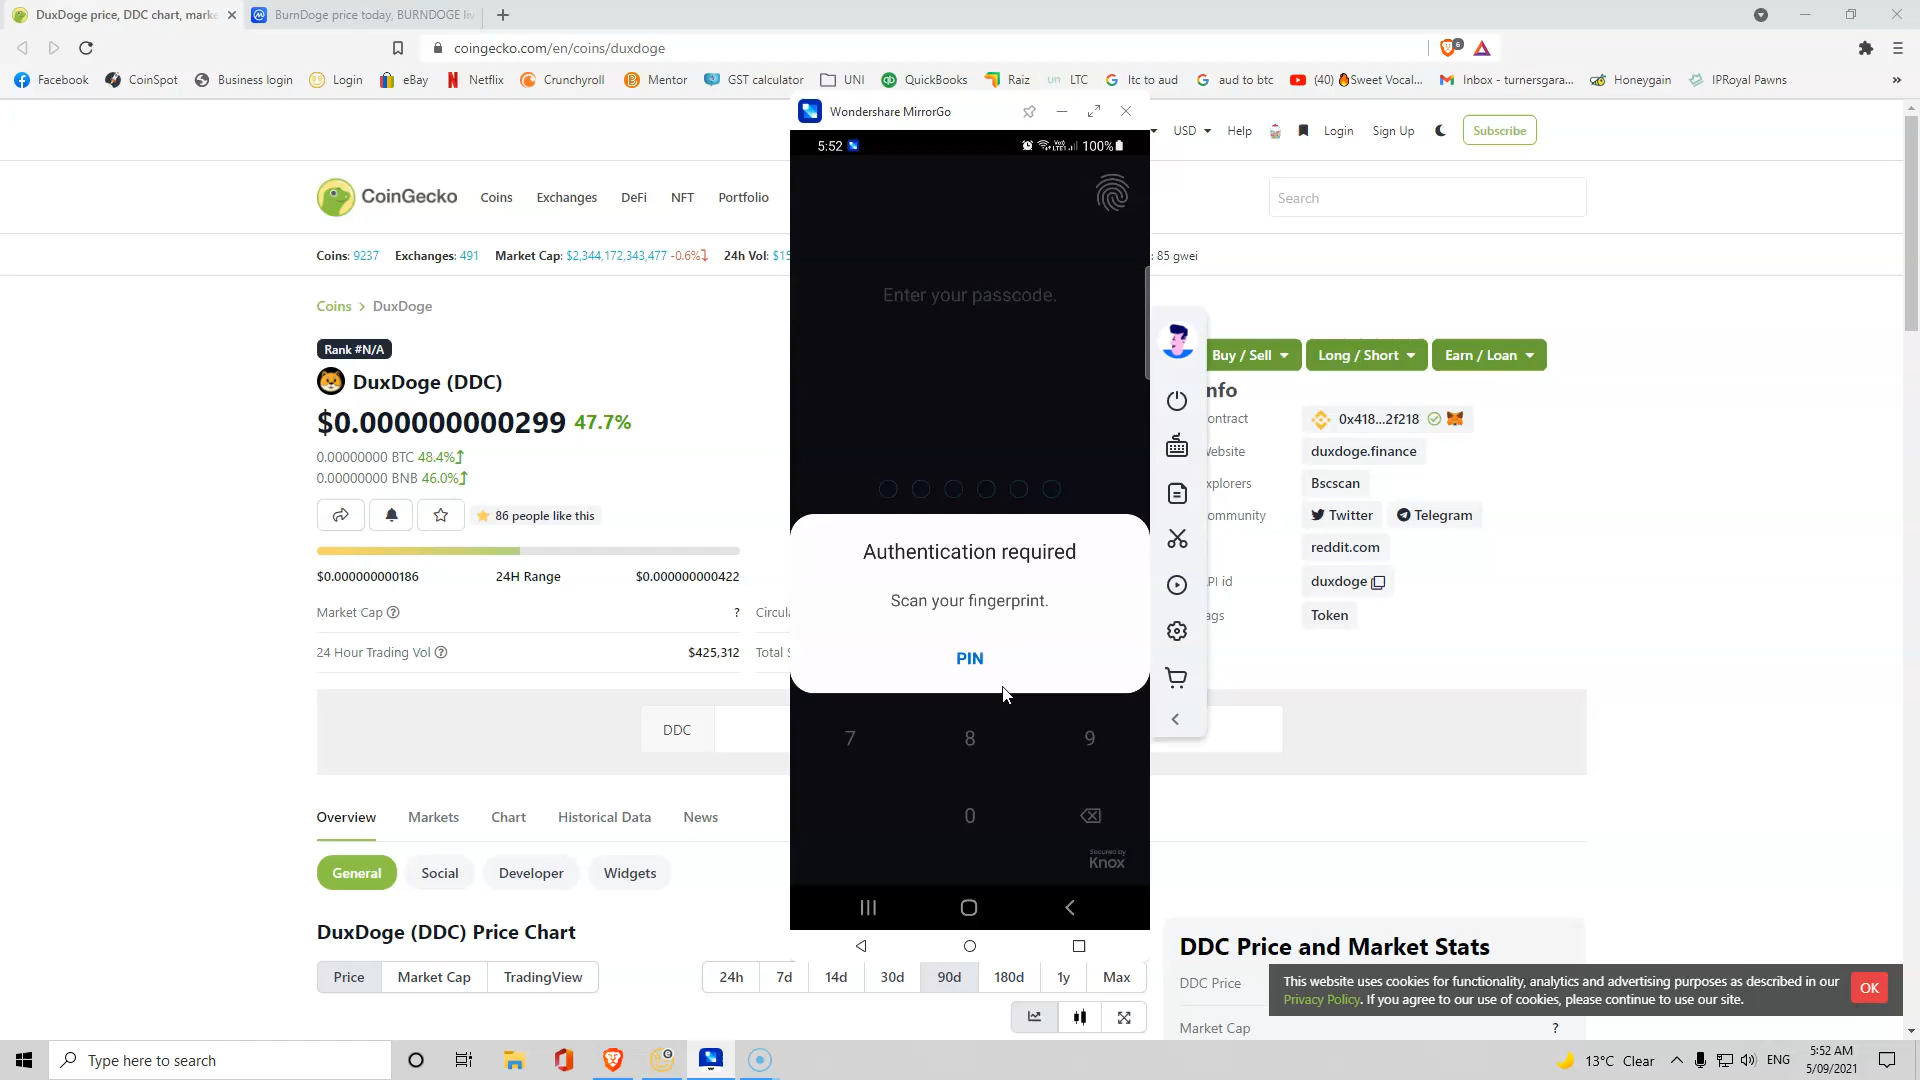 DuxDoge price, DDC chart, marke
BurnDoge price today, BURNDOGE liv
coingecko.com/en/coins/duxdoge
6
Facebook
CoinSpot
Business login
Login
eBay
Netflix
Crunchyroll
Mentor
GST calculator
UNI
QuickBooks
Raiz
LTC
ltc to aud
aud to btc
(40) 🔥Sweet Vocal...
Inbox - turnersgara...
Honeygain
IPRoyal Pawns
»
Wondershare MirrorGo
USD
Help
Login
Sign Up
Subscribe
5:52
100%
CoinGecko
Coins
Exchanges
DeFi
NFT
Portfolio
Search
Coins: 9237
Exchanges: 491
Market Cap: $2,344,172,343,477 -0.6%
24h Vol: $15
: 85 gwei
Enter your passcode.
Coins > DuxDoge
Rank #N/A
DuxDoge (DDC)
$0.000000000299 47.7%
0.00000000 BTC 48.4%
0.00000000 BNB 46.0%
86 people like this
$0.000000000186
24H Range
$0.000000000422
Market Cap
?
Circula
24 Hour Trading Vol
$425,312
Total S
Buy / Sell
Long / Short
Earn / Loan
nfo
ontract
0x418...2f218
Website
duxdoge.finance
xplorers
Bscscan
ommunity
Twitter
Telegram
reddit.com
PI id
duxdoge
ags
Token
Authentication required
Scan your fingerprint.
PIN
7
8
9
0
Secured by
Knox
DDC
Overview
Markets
Chart
Historical Data
News
General
Social
Developer
Widgets
DuxDoge (DDC) Price Chart
Price
Market Cap
TradingView
24h
7d
14d
30d
90d
180d
1y
Max
DDC Price and Market Stats
DDC Price
Market Cap
?
This website uses cookies for functionality, analytics and advertising purposes as described in our
Privacy Policy. If you agree to our use of cookies, please continue to use our site.
OK
Type here to search
13°C Clear
ENG
5:52 AM
5/09/2021